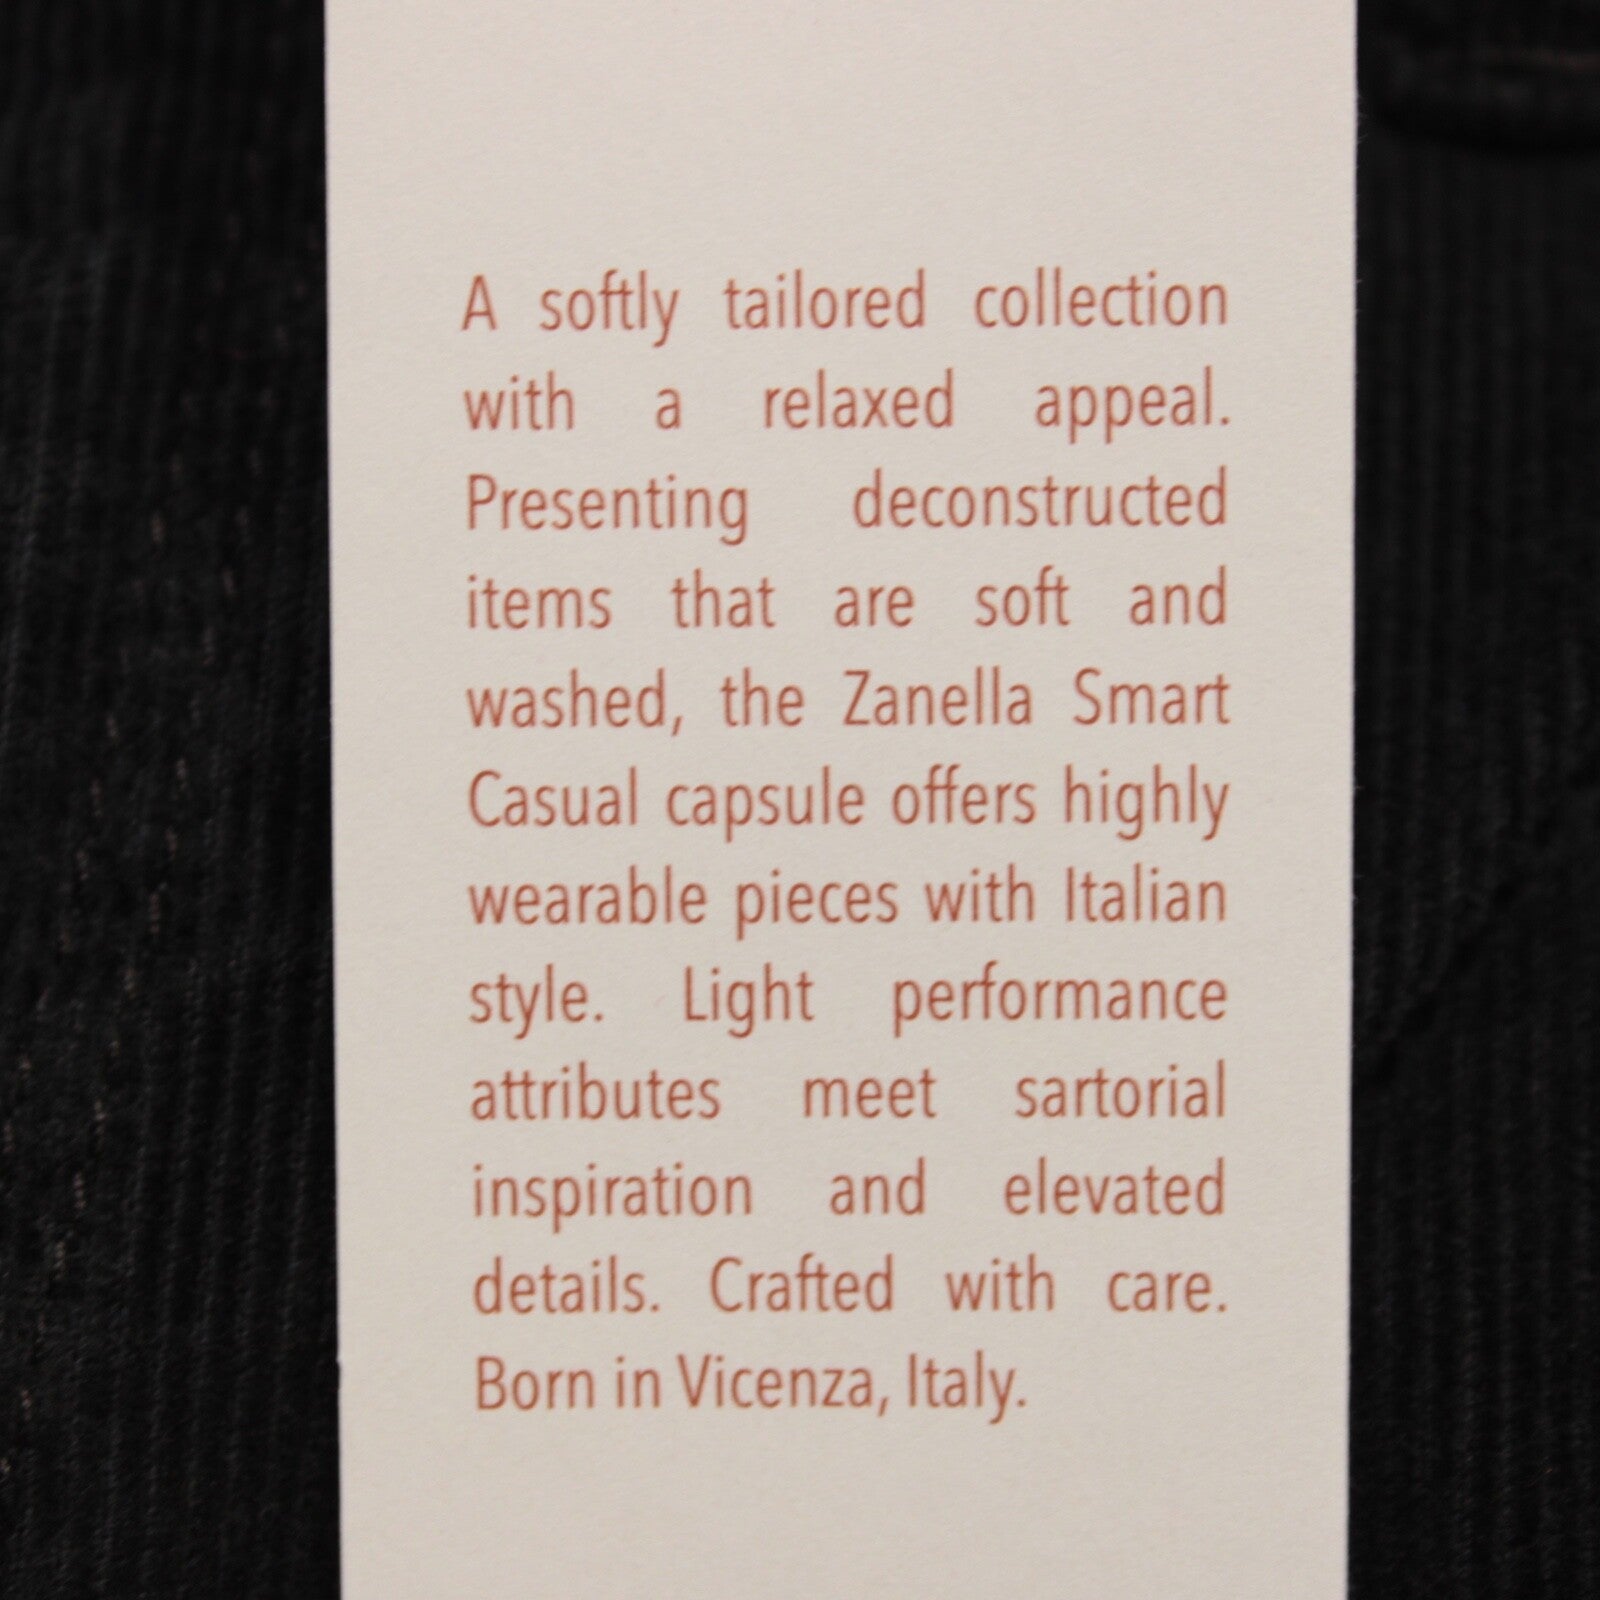 A softly tailored collection
with a relaxed appeal.
Presenting deconstructed
items that are soft and
washed, the Zanella Smart
Casual capsule offers highly
wearable pieces with Italian
style. Light performance
attributes meet sartorial
inspiration and elevated
details. Crafted with care.
Born in Vicenza, Italy.